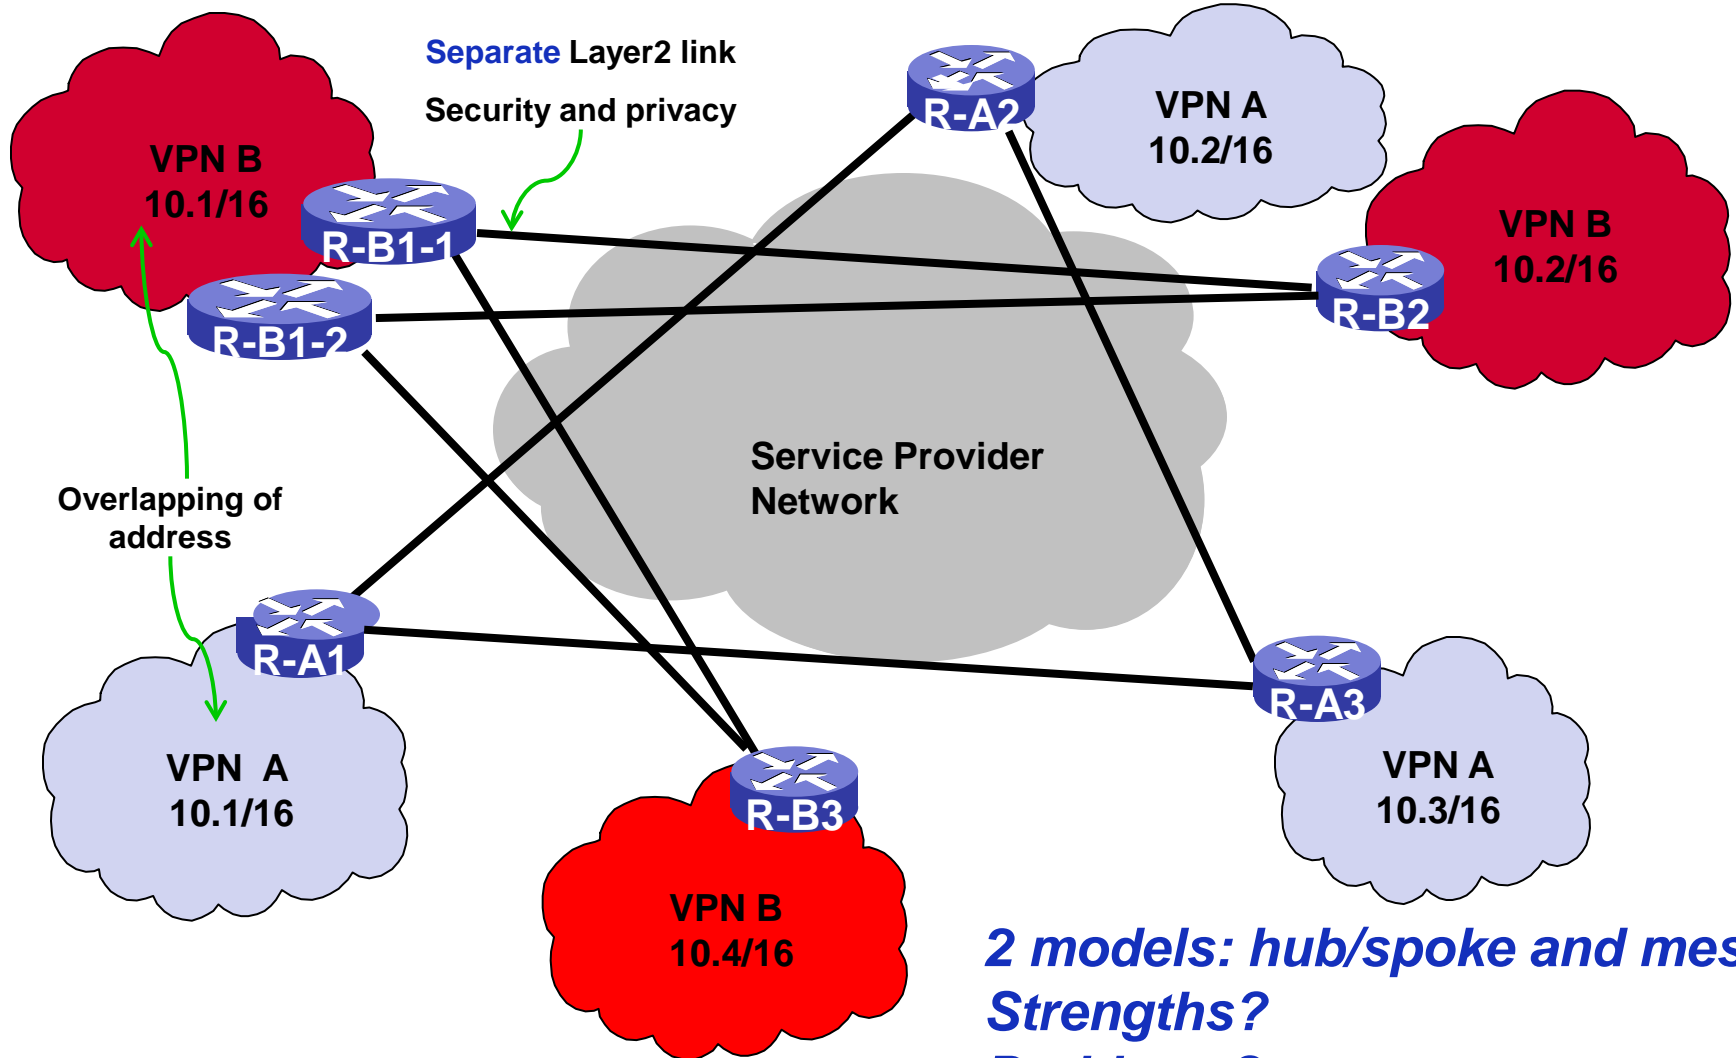 Separate Layer2 link
Security and privacy
R-A2
VPN A
10.2/16
VPN B
10.1/16
R-B1-1
VPN B
10.2/16
R-B2
R-B1-2
Service Provider
Network
Overlapping of
address
R-A1
R-A3
VPN A
10.1/16
VPN A
10.3/16
R-B3
VPN B
10.4/16
2 models: hub/spoke and mes
Strengths?